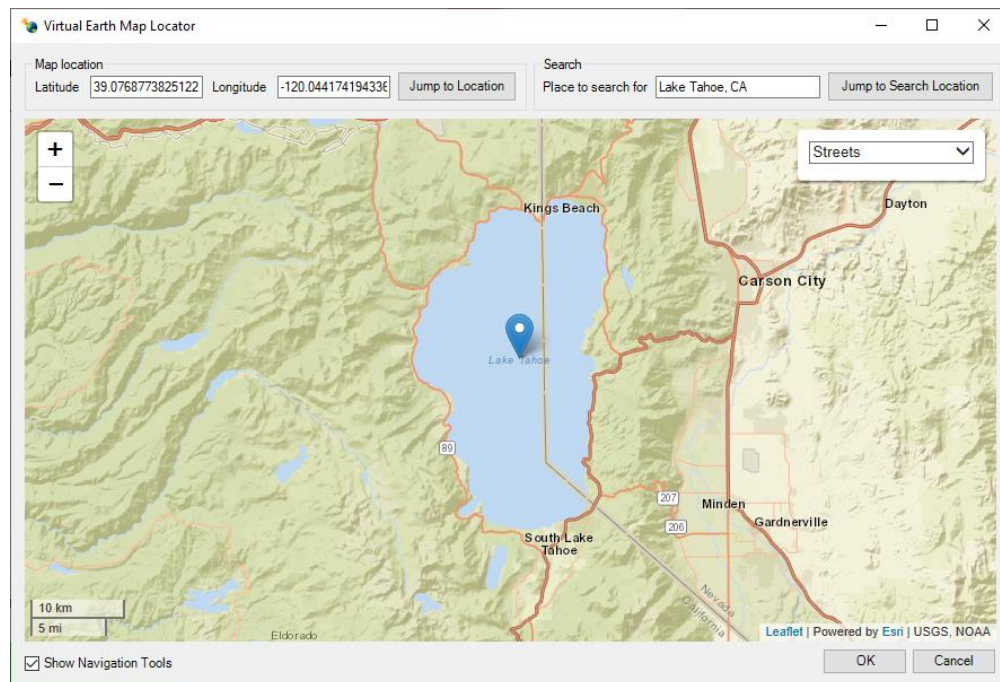 Virtual Earth Map Locator
Map location
Latitude 39.0768773825122 Longitude -120.044174194336 Jump to Location
Search
Place to search for Lake Tahoe, CA Jump to Search Location
+
−
Streets
Kings Beach
Dayton
Carson City
Lake Tahoe
89
207
206
Minden
Gardnerville
South Lake
Tahoe
Nevada
California
10 km
5 mi
Eldorado
Leaflet | Powered by Esri | USGS, NOAA
Show Navigation Tools
OK
Cancel